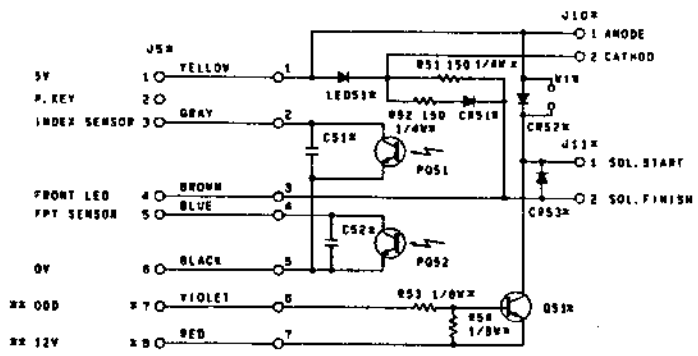 J10*
1 ANODE
2 CATHOD
J5*
5V 1 YELLOW 1
P.KEY 2
INDEX SENSOR 3 GRAY 2
LED51*
R51 150 1/4W*
R52 150 1/4W*
CR51*
W1W
CR52*
C51*
PQ51
J11*
1 SOL.START
2 SOL.FINISH
CR53*
FRONT LED 4 BROWN 3
FPT SENSOR 5 BLUE 4
C52*
PQ52
0V 6 BLACK 5
** ODD *7 VIOLET 6
R53 1/8W*
R54 1/8W*
Q51*
** 12V *8 RED 7